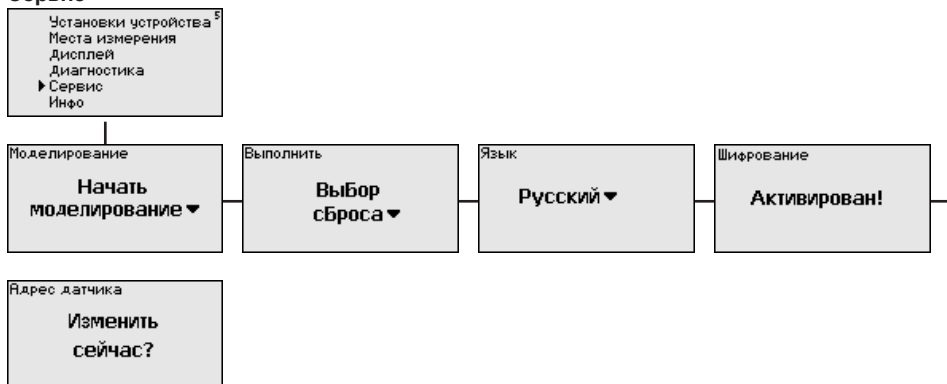 Сервис
Установки устройства 5
Места измерения
Дисплей
Диагностика
Сервис
Инфо
Моделирование
Начать
моделирование
Выполнить
Выбор
сброса
Язык
Русский
Шифрование
Активирован!
Адрес датчика
Изменить
сейчас?